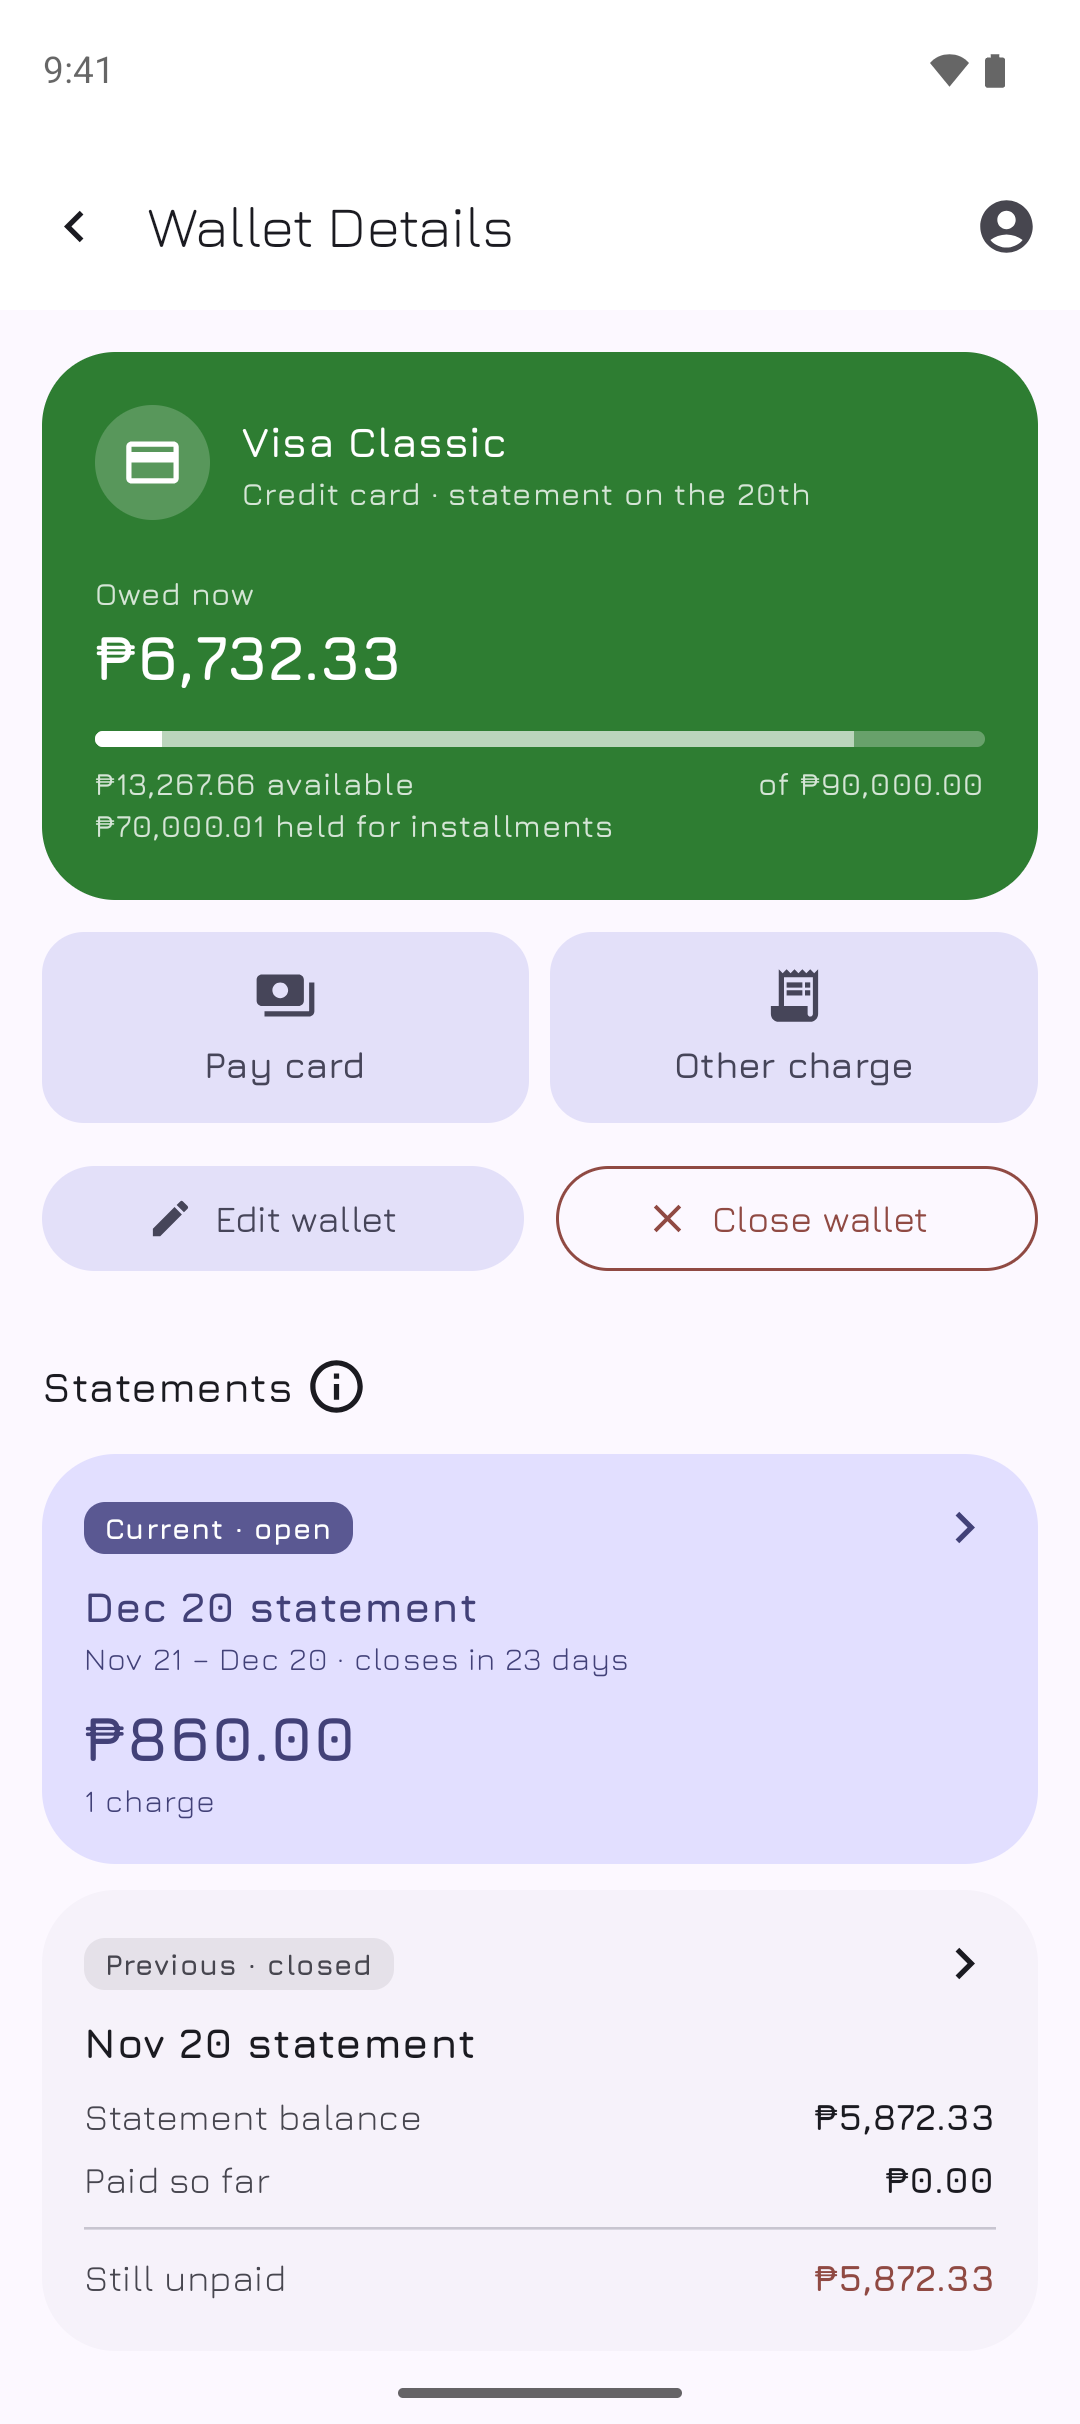 9:41
Wallet Details
Visa Classic
Credit card · statement on the 20th
Owed now
₱6,732.33
₱13,267.66 available
of ₱90,000.00
₱70,000.01 held for installments
Pay card
Other charge
Edit wallet
Close wallet
Statements
Current · open
Dec 20 statement
Nov 21 – Dec 20 · closes in 23 days
₱860.00
1 charge
Previous · closed
Nov 20 statement
Statement balance ₱5,872.33
Paid so far ₱0.00
Still unpaid ₱5,872.33